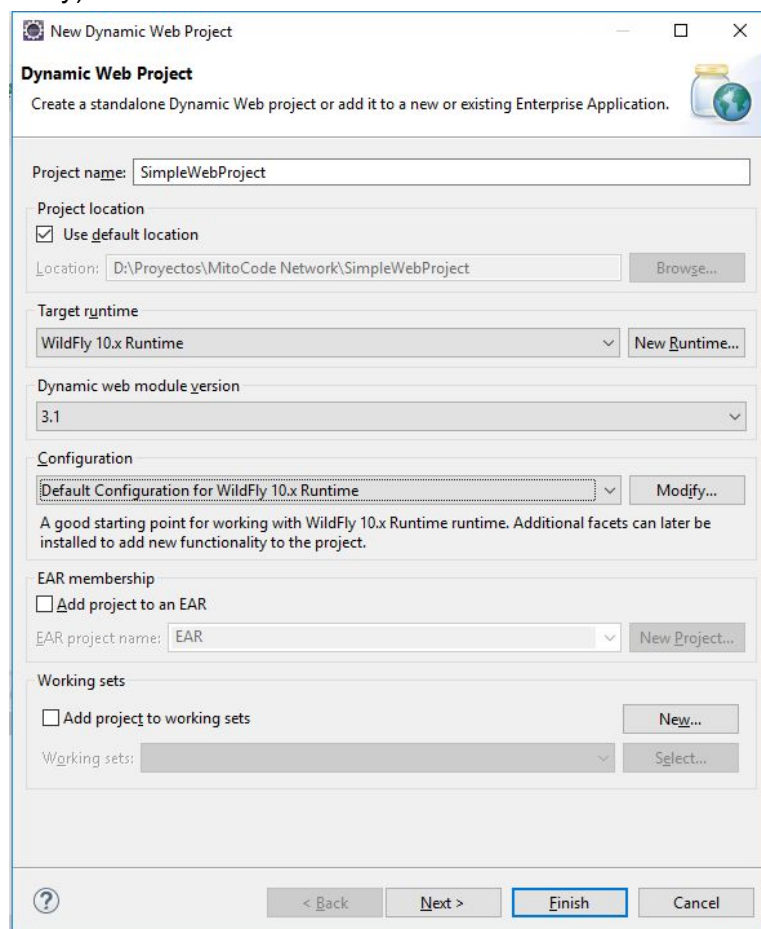 New Dynamic Web Project
Dynamic Web Project
Create a standalone Dynamic Web project or add it to a new or existing Enterprise Application.
Project name: SimpleWebProject
Project location
Use default location
Location: D:\Proyectos\MitoCode Network\SimpleWebProject Browse...
Target runtime
WildFly 10.x Runtime New Runtime...
Dynamic web module version
3.1
Configuration
Default Configuration for WildFly 10.x Runtime Modify...
A good starting point for working with WildFly 10.x Runtime runtime. Additional facets can later be
installed to add new functionality to the project.
EAR membership
Add project to an EAR
EAR project name: EAR New Project...
Working sets
Add project to working sets New...
Working sets: Select...
? < Back Next > Finish Cancel